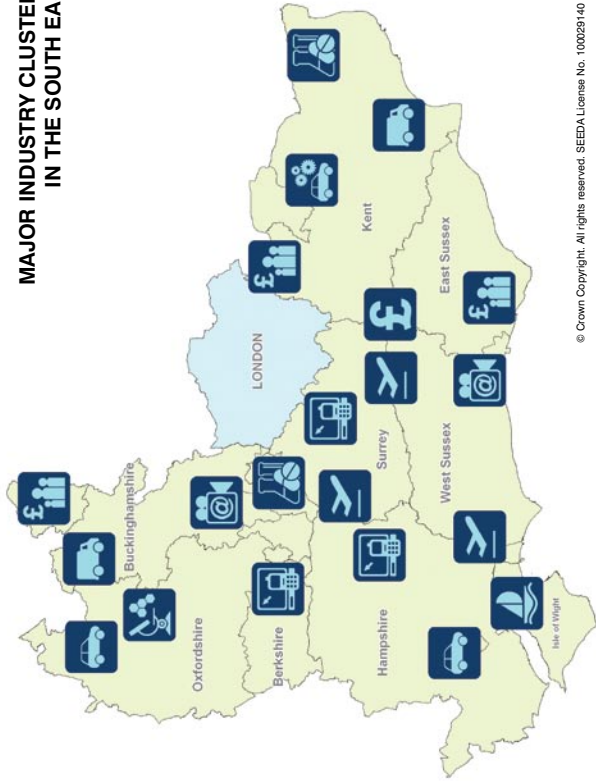 MAJOR INDUSTRY CLUSTER
IN THE SOUTH EA
Buckinghamshire
Oxfordshire
Berkshire
LONDON
Kent
Surrey
Hampshire
East Sussex
West Sussex
Isle of Wight
£
£
£
£
@
@
© Crown Copyright. All rights reserved. SEEDA License No. 100029140